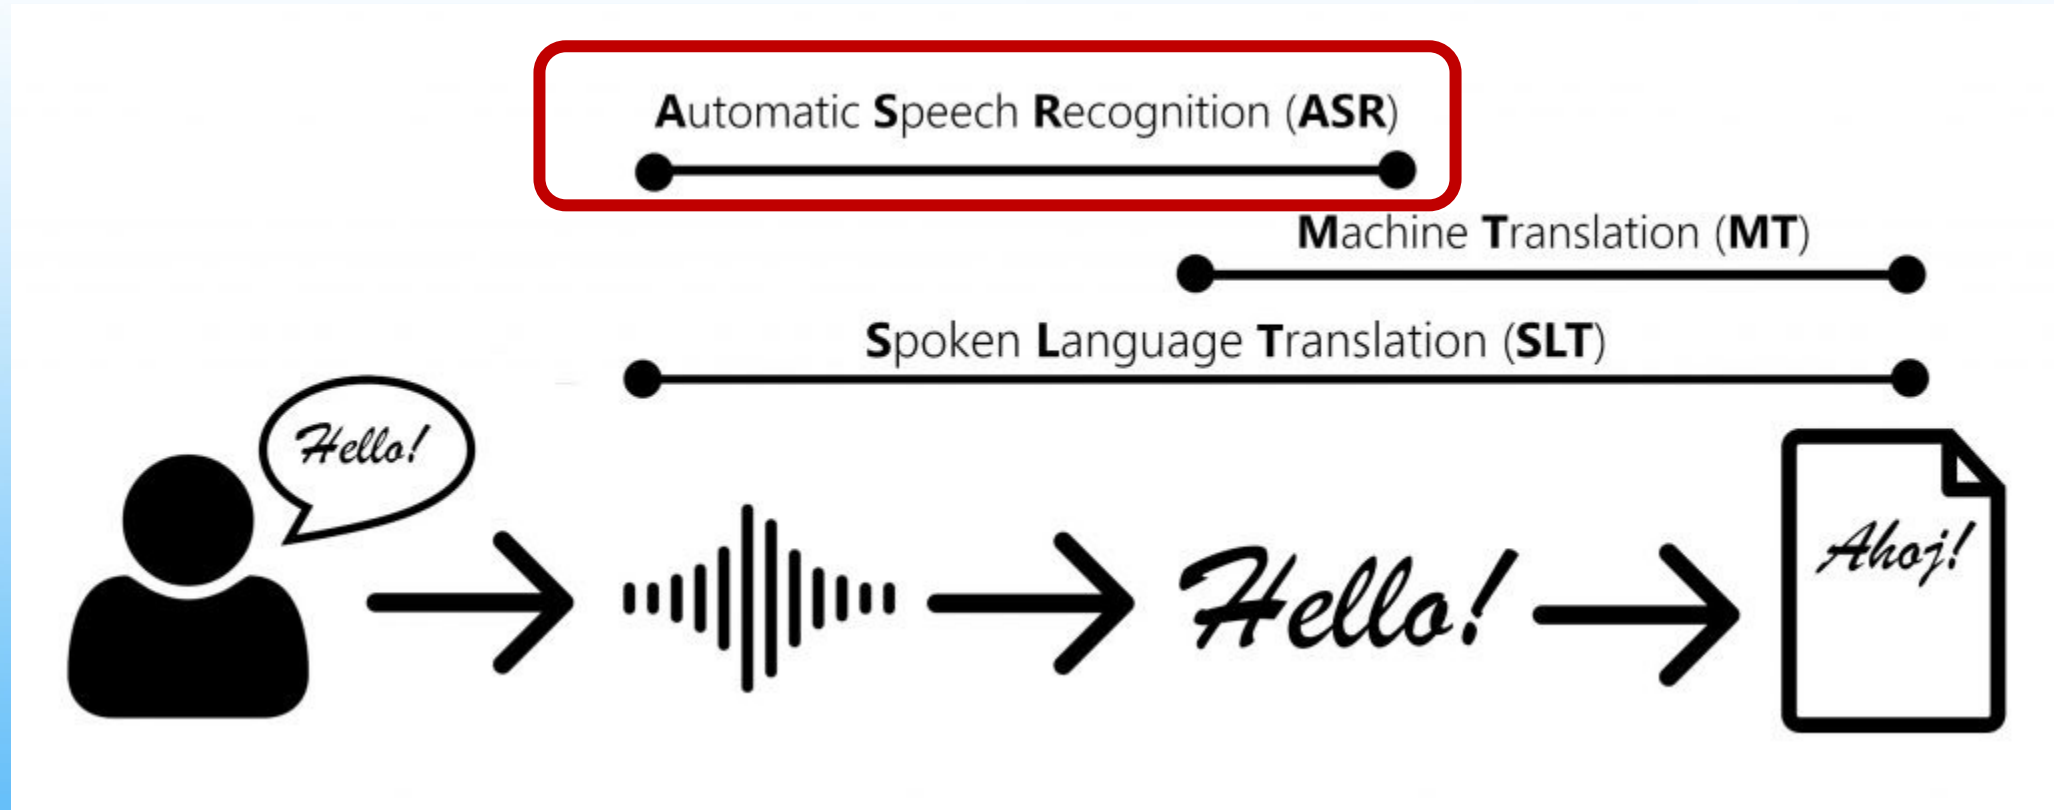 Automatic Speech Recognition (ASR)
Machine Translation (MT)
Spoken Language Translation (SLT)
Hello!
Hello!
Ahoj!